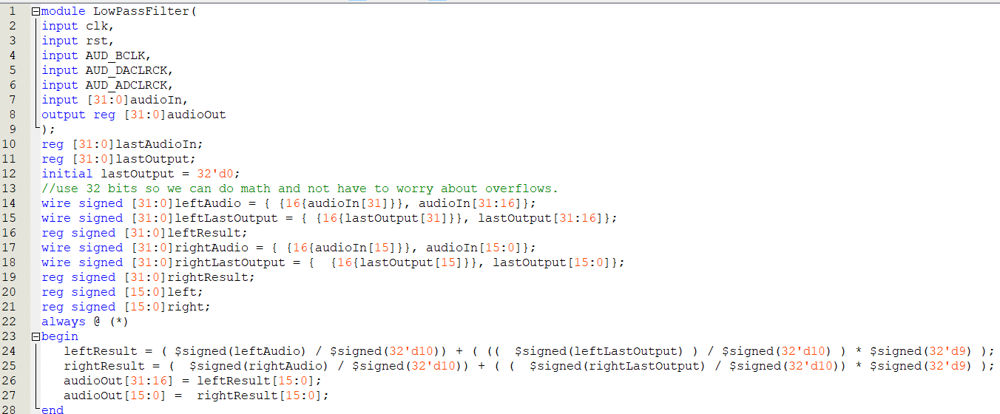 1 module LowPassFilter(
2 input clk,
3 input rst,
4 input AUD_BCLK,
5 input AUD_DACLRCK,
6 input AUD_ADCLRCK,
7 input [31:0]audioIn,
8 output reg [31:0]audioOut
9 );
10 reg [31:0]lastAudioIn;
11 reg [31:0]lastOutput;
12 initial lastOutput = 32'd0;
13 //use 32 bits so we can do math and not have to worry about overflows.
14 wire signed [31:0]leftAudio = { {16{audioIn[31]}}, audioIn[31:16]};
15 wire signed [31:0]leftLastOutput = { {16{lastOutput[31]}}, lastOutput[31:16]};
16 reg signed [31:0]leftResult;
17 wire signed [31:0]rightAudio = { {16{audioIn[15]}}, audioIn[15:0]};
18 wire signed [31:0]rightLastOutput = {  {16{lastOutput[15]}}, lastOutput[15:0]};
19 reg signed [31:0]rightResult;
20 reg signed [15:0]left;
21 reg signed [15:0]right;
22 always @ (*)
23 begin
24    leftResult = ( $signed(leftAudio) / $signed(32'd10)) + ( ((  $signed(leftLastOutput) ) / $signed(32'd10) ) * $signed(32'd9) );
25    rightResult = (  $signed(rightAudio) / $signed(32'd10)) + ( (  $signed(rightLastOutput) / $signed(32'd10)) * $signed(32'd9) );
26    audioOut[31:16] = leftResult[15:0];
27    audioOut[15:0] =  rightResult[15:0];
28 end